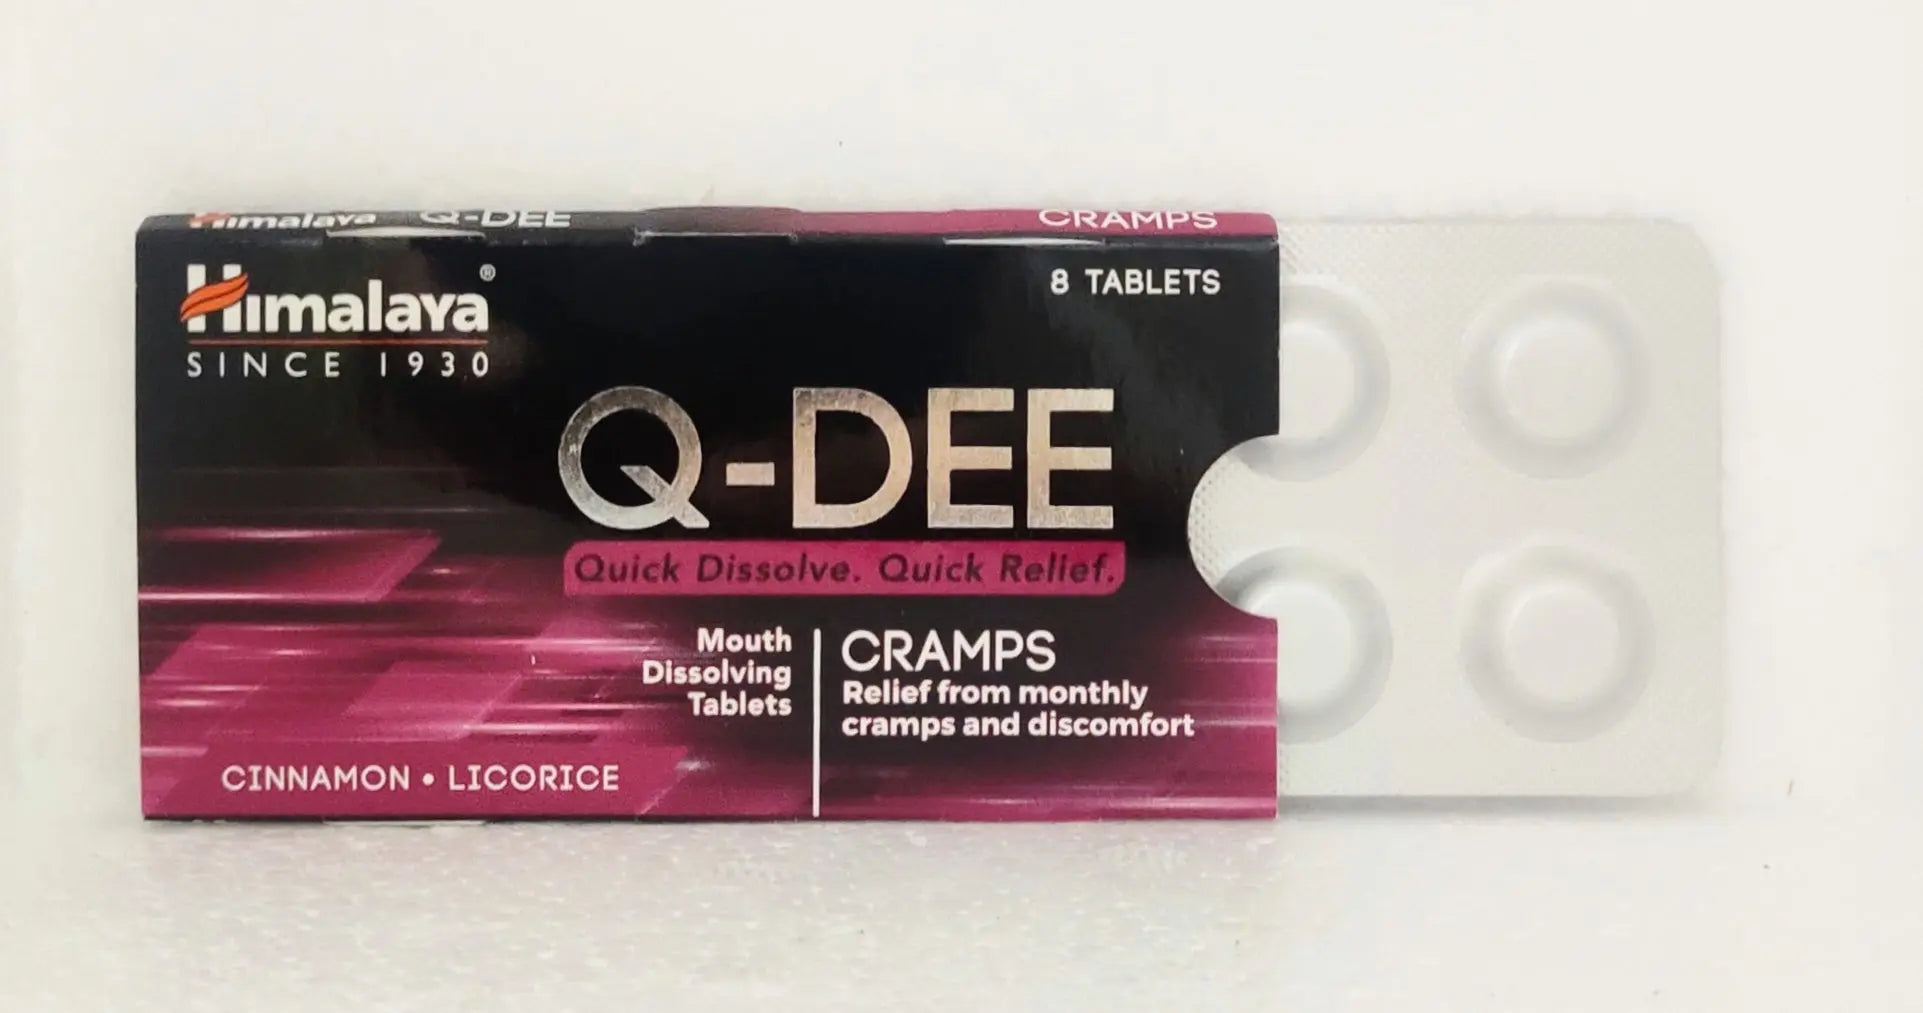 Himalaya Q-DEE CRAMPS
Himalaya®
SINCE 1930
8 TABLETS
Q-DEE
Quick Dissolve. Quick Relief.
Mouth
Dissolving
Tablets
CRAMPS
Relief from monthly
cramps and discomfort
CINNAMON • LICORICE